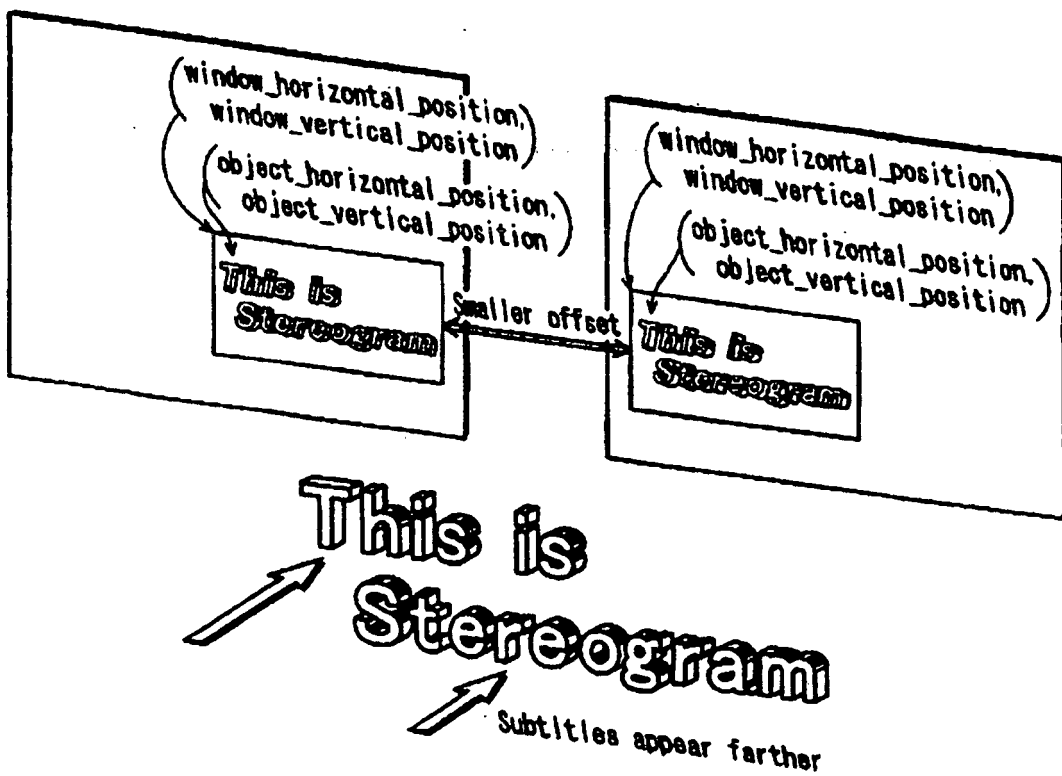 (window_horizontal_position,
window_vertical_position)
(object_horizontal_position,
object_vertical_position)
This is
Stereogram
Smaller offset
(window_horizontal_position,
window_vertical_position)
(object_horizontal_position,
object_vertical_position)
This is
Stereogram
This is
Stereogram
Subtitles appear farther